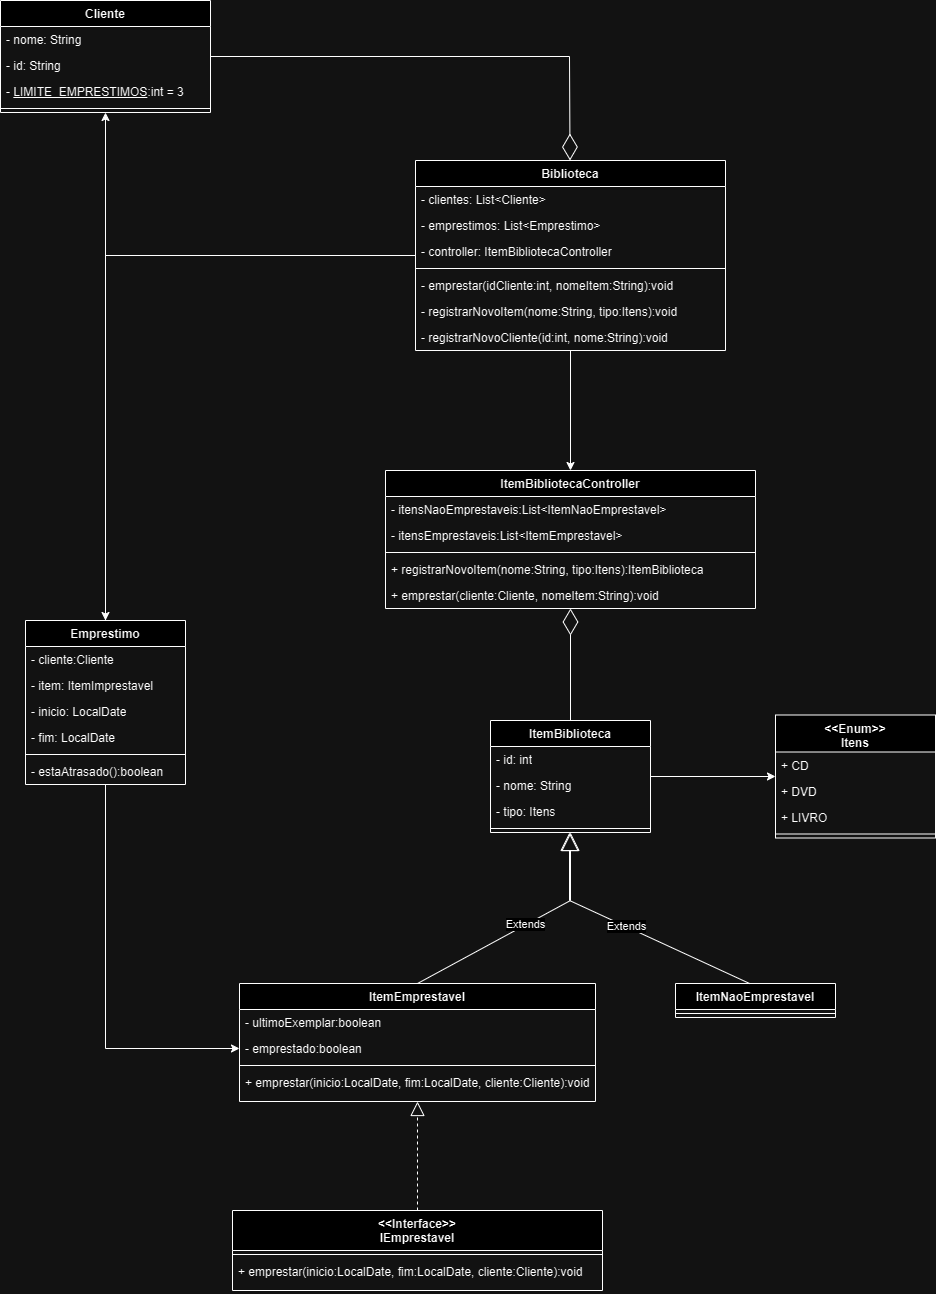 Cliente
- nome: String
- id: String
- LIMITE_EMPRESTIMOS:int = 3
Biblioteca
- clientes: List<Cliente>
- emprestimos: List<Emprestimo>
- controller: ItemBibliotecaController
- emprestar(idCliente:int, nomeItem:String):void
- registrarNovoItem(nome:String, tipo:Itens):void
- registrarNovoCliente(id:int, nome:String):void
ItemBibliotecaController
- itensNaoEmprestaveis:List<ItemNaoEmprestavel>
- itensEmprestaveis:List<ItemEmprestavel>
+ registrarNovoItem(nome:String, tipo:Itens):ItemBiblioteca
+ emprestar(cliente:Cliente, nomeItem:String):void
Emprestimo
- cliente:Cliente
- item: ItemImprestavel
- inicio: LocalDate
- fim: LocalDate
- estaAtrasado():boolean
ItemBiblioteca
- id: int
- nome: String
- tipo: Itens
<<Enum>>
Itens
+ CD
+ DVD
+ LIVRO
Extends
Extends
ItemEmprestavel
- ultimoExemplar:boolean
- emprestado:boolean
+ emprestar(inicio:LocalDate, fim:LocalDate, cliente:Cliente):void
ItemNaoEmprestavel
<<Interface>>
IEmprestavel
+ emprestar(inicio:LocalDate, fim:LocalDate, cliente:Cliente):void